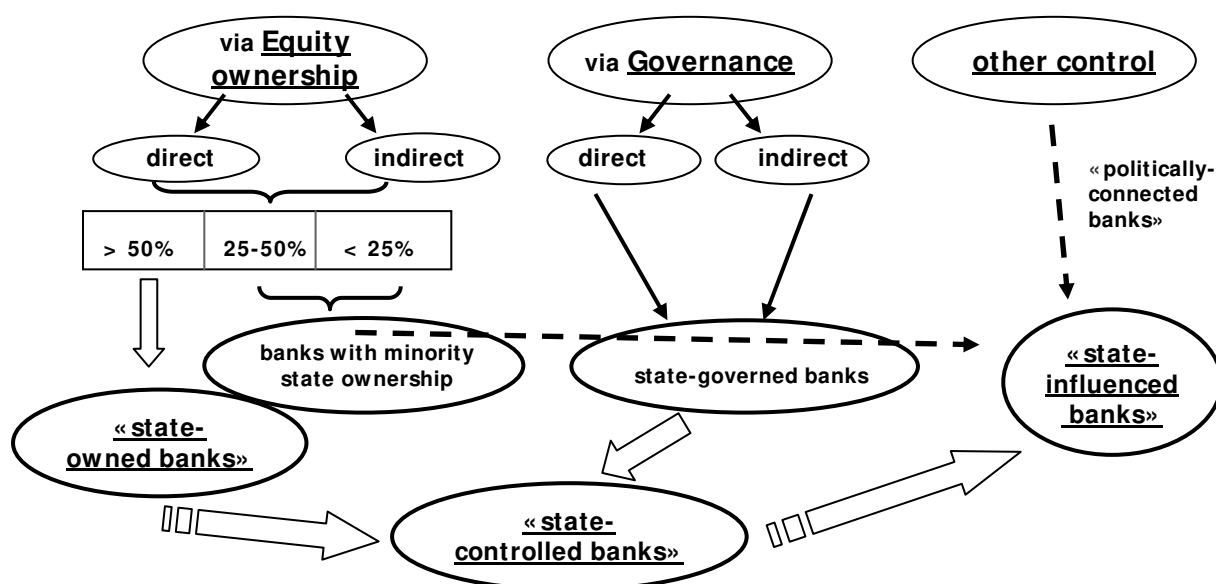 via Equity
ownership
via Governance
other control
direct
indirect
direct
indirect
«politically-
connected
banks»
> 50%
25-50%
< 25%
banks with minority
state ownership
state-governed banks
«state-
influenced
banks»
«state-
owned banks»
«state-
controlled banks»